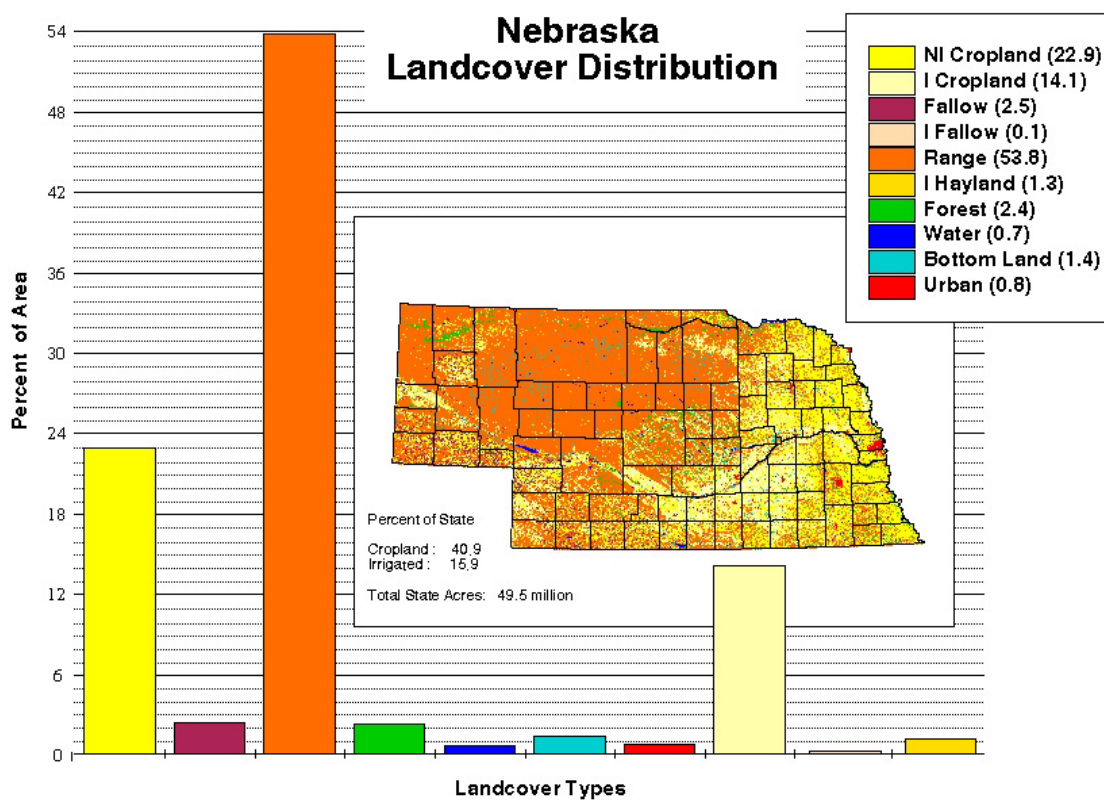 Nebraska
Landcover Distribution
NI Cropland (22.9)
I Cropland (14.1)
Fallow (2.5)
I Fallow (0.1)
Range (53.8)
I Hayland (1.3)
Forest (2.4)
Water (0.7)
Bottom Land (1.4)
Urban (0.8)
Percent of Area
54
48
42
36
30
24
18
12
6
0
Percent of State
Cropland : 40.9
Irrigated : 15.9
Total State Acres: 49.5 million
Landcover Types